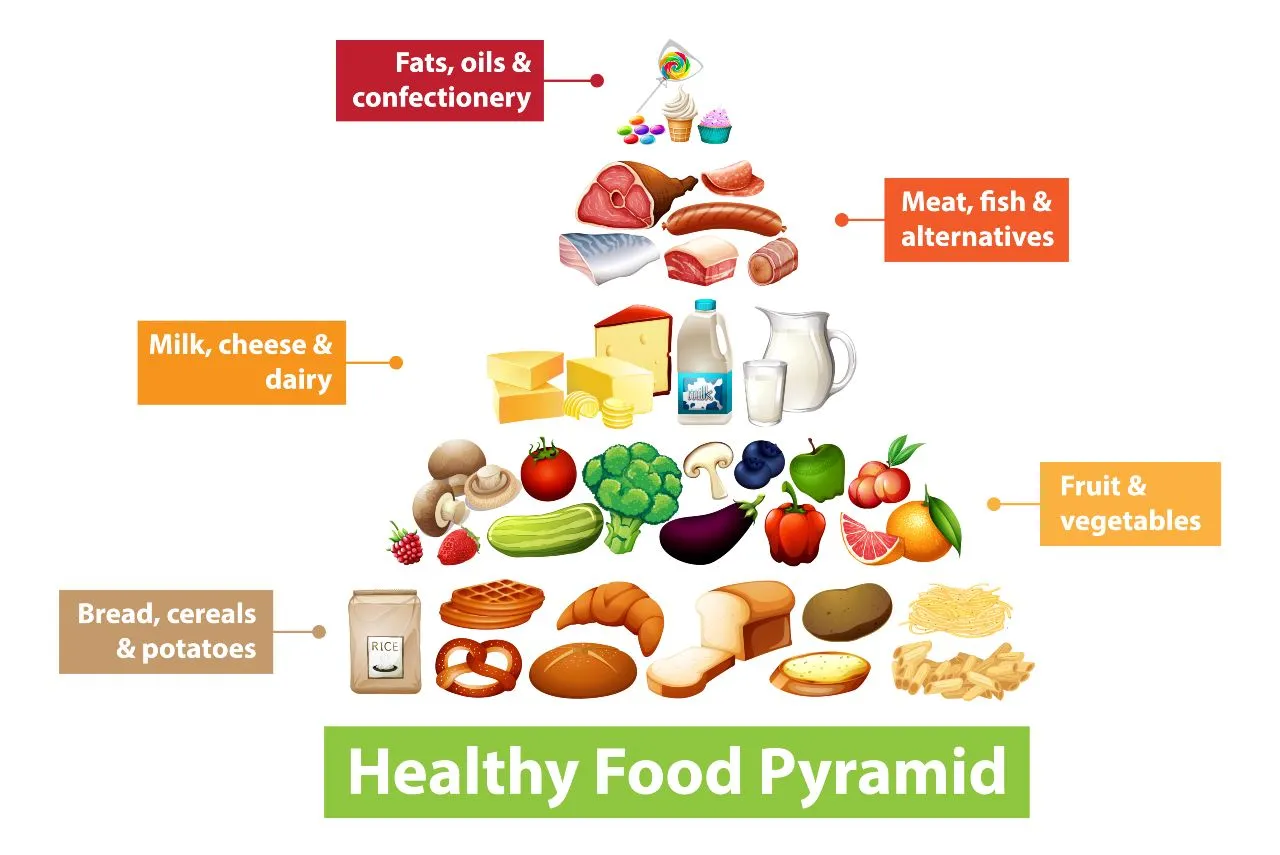 Fats, oils &
confectionery
Meat, fish &
alternatives
Milk, cheese &
dairy
milk
Fruit &
vegetables
Bread, cereals
& potatoes
RICE
Healthy Food Pyramid